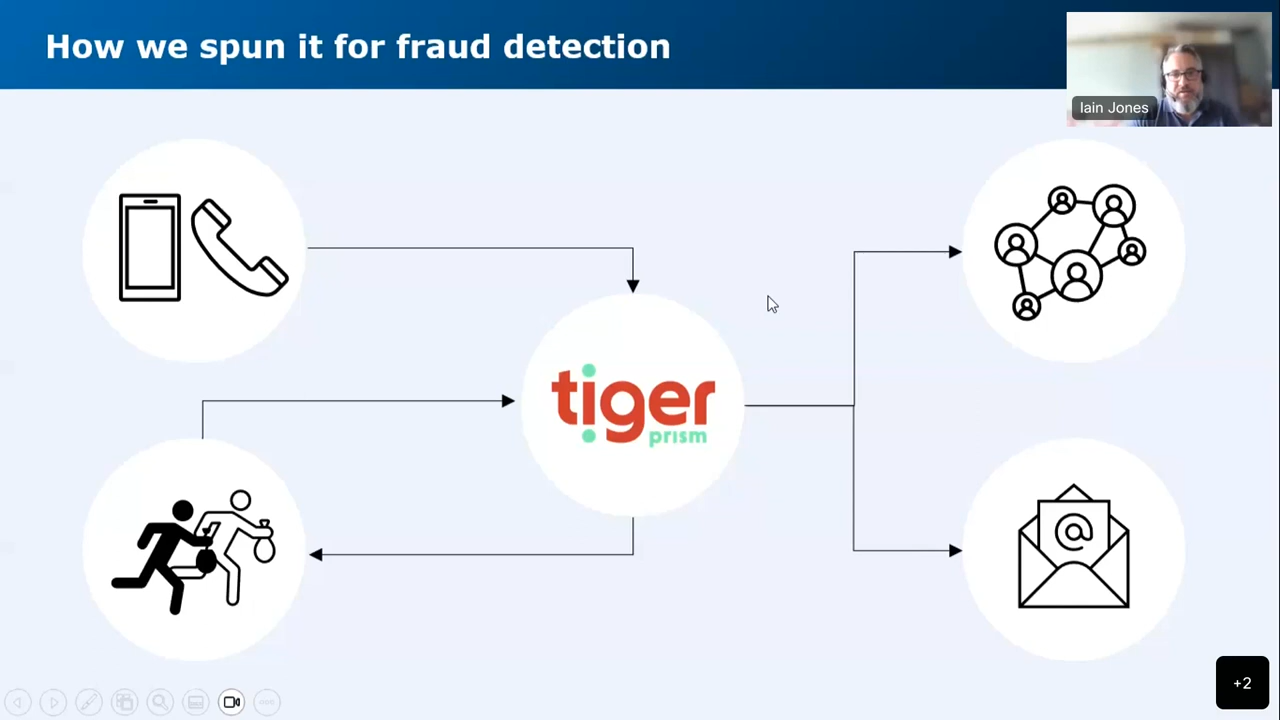 How we spun it for fraud detection
Iain Jones
tiger
prism
@
+2